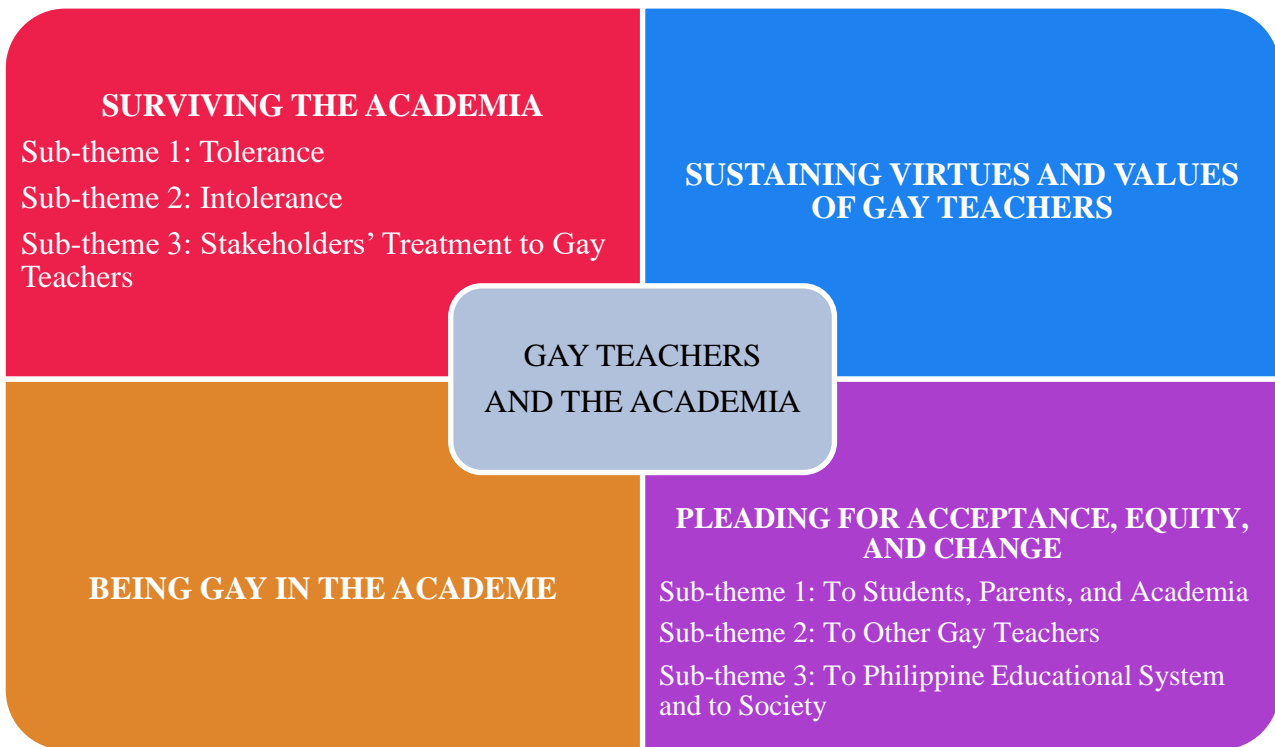 SURVIVING THE ACADEMIA
Sub-theme 1: Tolerance
Sub-theme 2: Intolerance
Sub-theme 3: Stakeholders’ Treatment to Gay
Teachers
SUSTAINING VIRTUES AND VALUES
OF GAY TEACHERS
GAY TEACHERS
AND THE ACADEMIA
BEING GAY IN THE ACADEME
PLEADING FOR ACCEPTANCE, EQUITY,
AND CHANGE
Sub-theme 1: To Students, Parents, and Academia
Sub-theme 2: To Other Gay Teachers
Sub-theme 3: To Philippine Educational System
and to Society